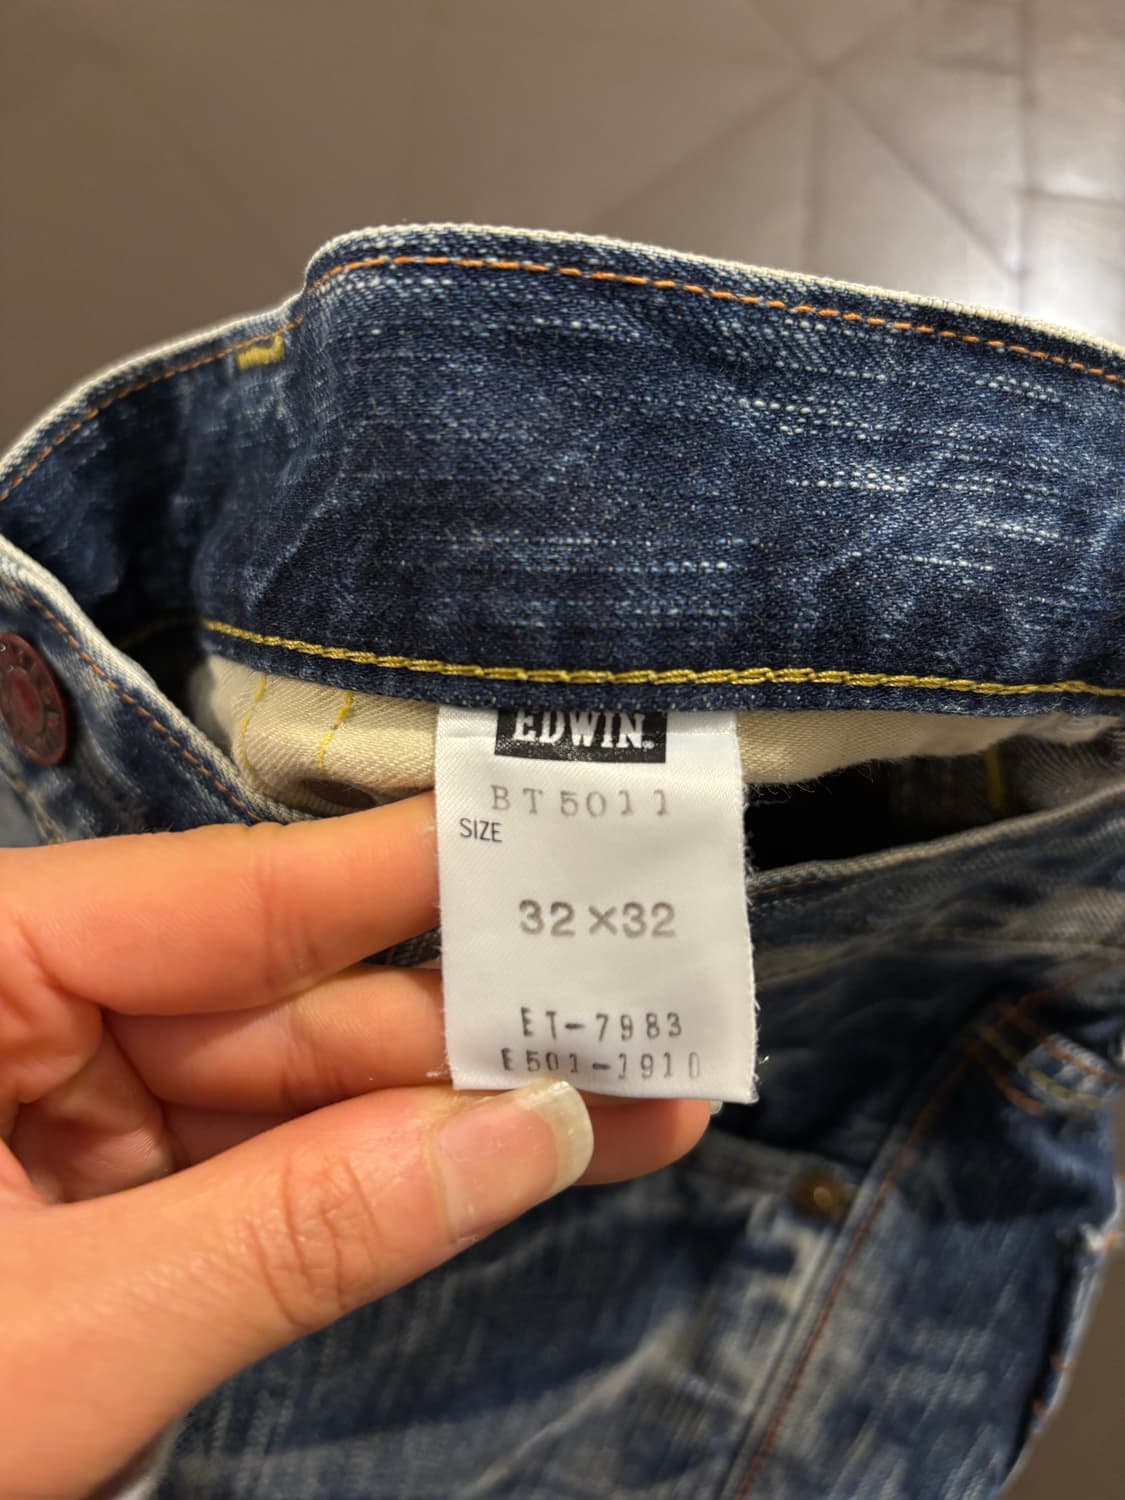 EDWIN.
BT5011
SIZE
32×32
ET-7983
E501-1910